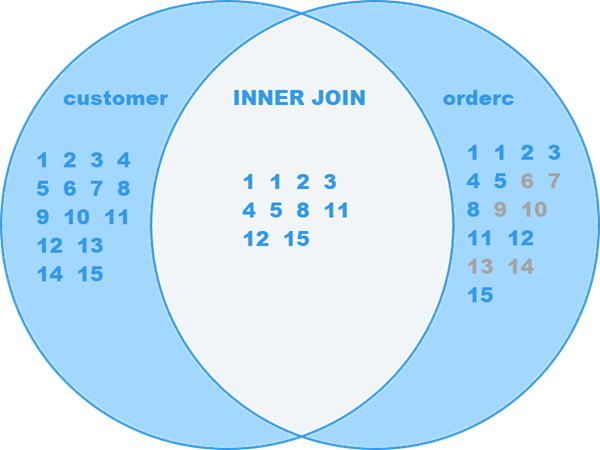 customer
INNER JOIN
orderc
1 2 3 4
5 6 7 8
9 10 11
12 13
14 15
1 1 2 3
4 5 8 11
12 15
1 1 2 3
4 5 6 7
8 9 10
11 12
13 14
15